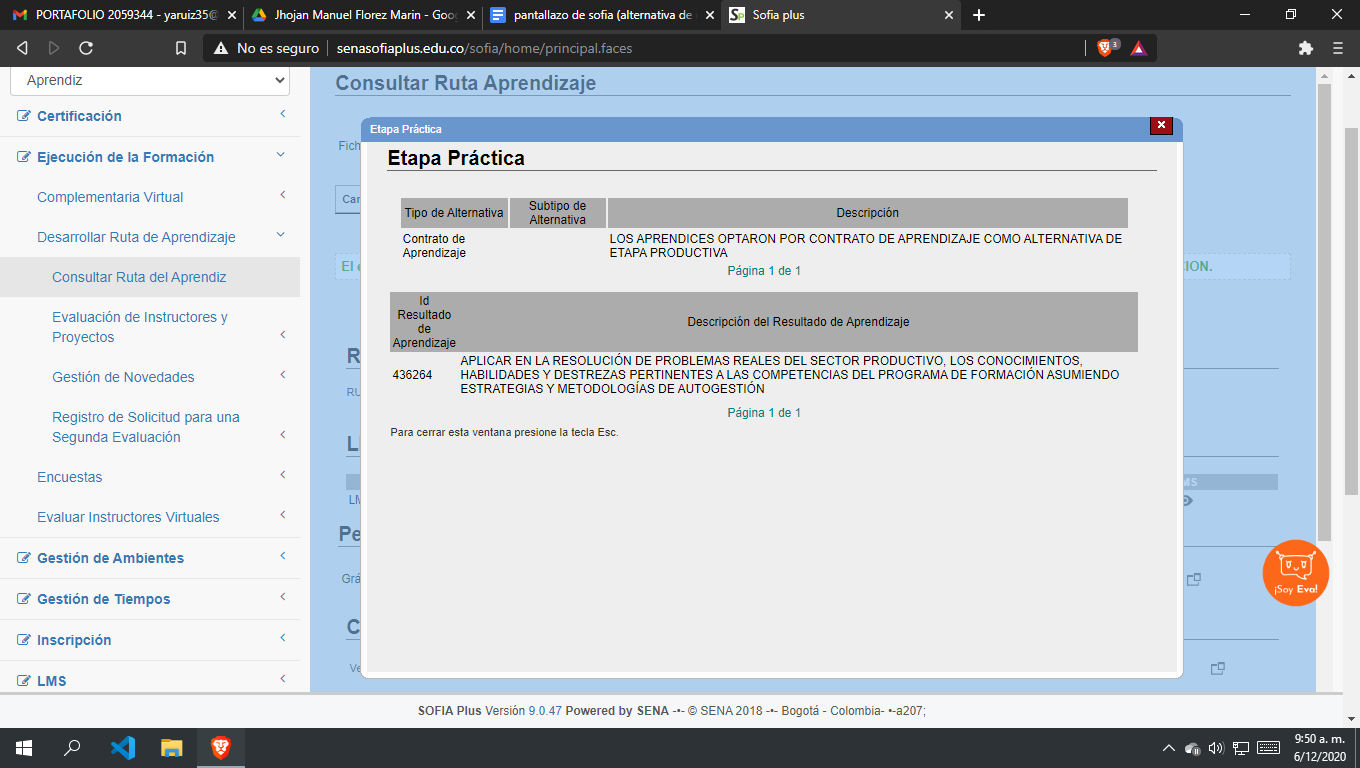 PORTAFOLIO 2059344 - yaruiz35@
Jhojan Manuel Florez Marin - Goo
pantallazo de sofia (alternativa de
Sofia plus
No es seguro
senasofiaplus.edu.co/sofia/home/principal.faces
3
Aprendiz
Certificación
Ejecución de la Formación
Complementaria Virtual
Desarrollar Ruta de Aprendizaje
Consultar Ruta del Aprendiz
Evaluación de Instructores y
Proyectos
Gestión de Novedades
Registro de Solicitud para una
Segunda Evaluación
Encuestas
Evaluar Instructores Virtuales
Gestión de Ambientes
Gestión de Tiempos
Inscripción
LMS
Consultar Ruta Aprendizaje
Fich
Car
El
ION.
R
RU
LI
MS
LM
Pe
Grá
C
Ve
Etapa Práctica
Etapa Práctica
Tipo de Alternativa
Subtipo de
Alternativa
Descripción
Contrato de
Aprendizaje
LOS APRENDICES OPTARON POR CONTRATO DE APRENDIZAJE COMO ALTERNATIVA DE
ETAPA PRODUCTIVA
Página 1 de 1
Id
Resultado
de
Aprendizaje
Descripción del Resultado de Aprendizaje
436264
APLICAR EN LA RESOLUCIÓN DE PROBLEMAS REALES DEL SECTOR PRODUCTIVO, LOS CONOCIMIENTOS,
HABILIDADES Y DESTREZAS PERTINENTES A LAS COMPETENCIAS DEL PROGRAMA DE FORMACIÓN ASUMIENDO
ESTRATEGIAS Y METODOLOGÍAS DE AUTOGESTIÓN
Página 1 de 1
Para cerrar esta ventana presione la tecla Esc.
¡Soy Eva!
SOFIA Plus Versión 9.0.47 Powered by SENA -•- © SENA 2018 -•- Bogotá - Colombia- •-a207;
9:50 a. m.
6/12/2020